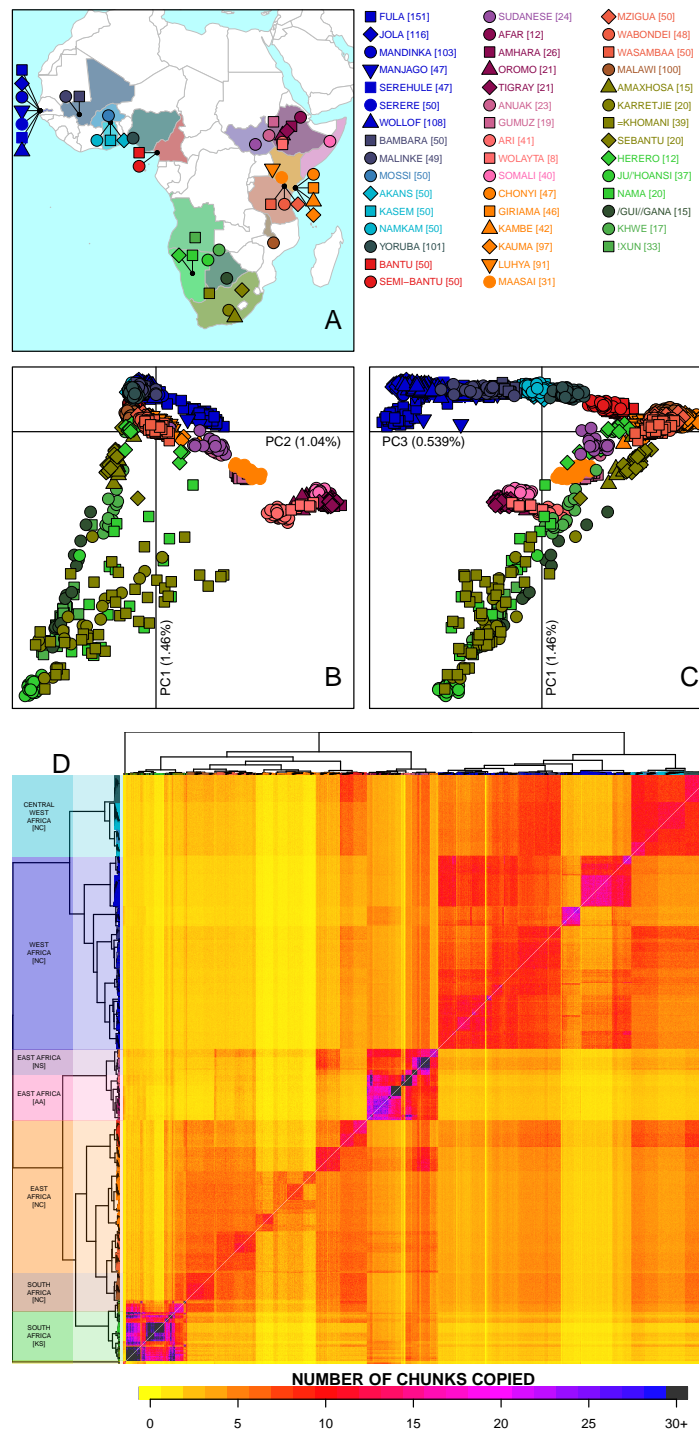 FULA [151]
JOLA [116]
MANDINKA [103]
MANJAGO [47]
SEREHULE [47]
SERERE [50]
WOLLOF [108]
BAMBARA [50]
MALINKE [49]
MOSSI [50]
AKANS [50]
KASEM [50]
NAMKAM [50]
YORUBA [101]
BANTU [50]
SEMI−BANTU [50]
SUDANESE [24]
AFAR [12]
AMHARA [26]
OROMO [21]
TIGRAY [21]
ANUAK [23]
GUMUZ [19]
ARI [41]
WOLAYTA [8]
SOMALI [40]
CHONYI [47]
GIRIAMA [46]
KAMBE [42]
KAUMA [97]
LUHYA [91]
MAASAI [31]
MZIGUA [50]
WABONDEI [48]
WASAMBAA [50]
MALAWI [100]
AMAXHOSA [15]
KARRETJIE [20]
=KHOMANI [39]
SEBANTU [20]
HERERO [12]
JU/'HOANSI [37]
NAMA [20]
/GUI//GANA [15]
KHWE [17]
!XUN [33]
A
PC2 (1.04%)
PC1 (1.46%)
B
PC3 (0.539%)
PC1 (1.46%)
C
D
CENTRAL
WEST
AFRICA
[NC]
WEST
AFRICA
[NC]
EAST AFRICA
[NS]
EAST AFRICA
[AA]
EAST
AFRICA
[NC]
SOUTH
AFRICA
[NC]
SOUTH
AFRICA
[KS]
NUMBER OF CHUNKS COPIED
0 5 10 15 20 25 30+